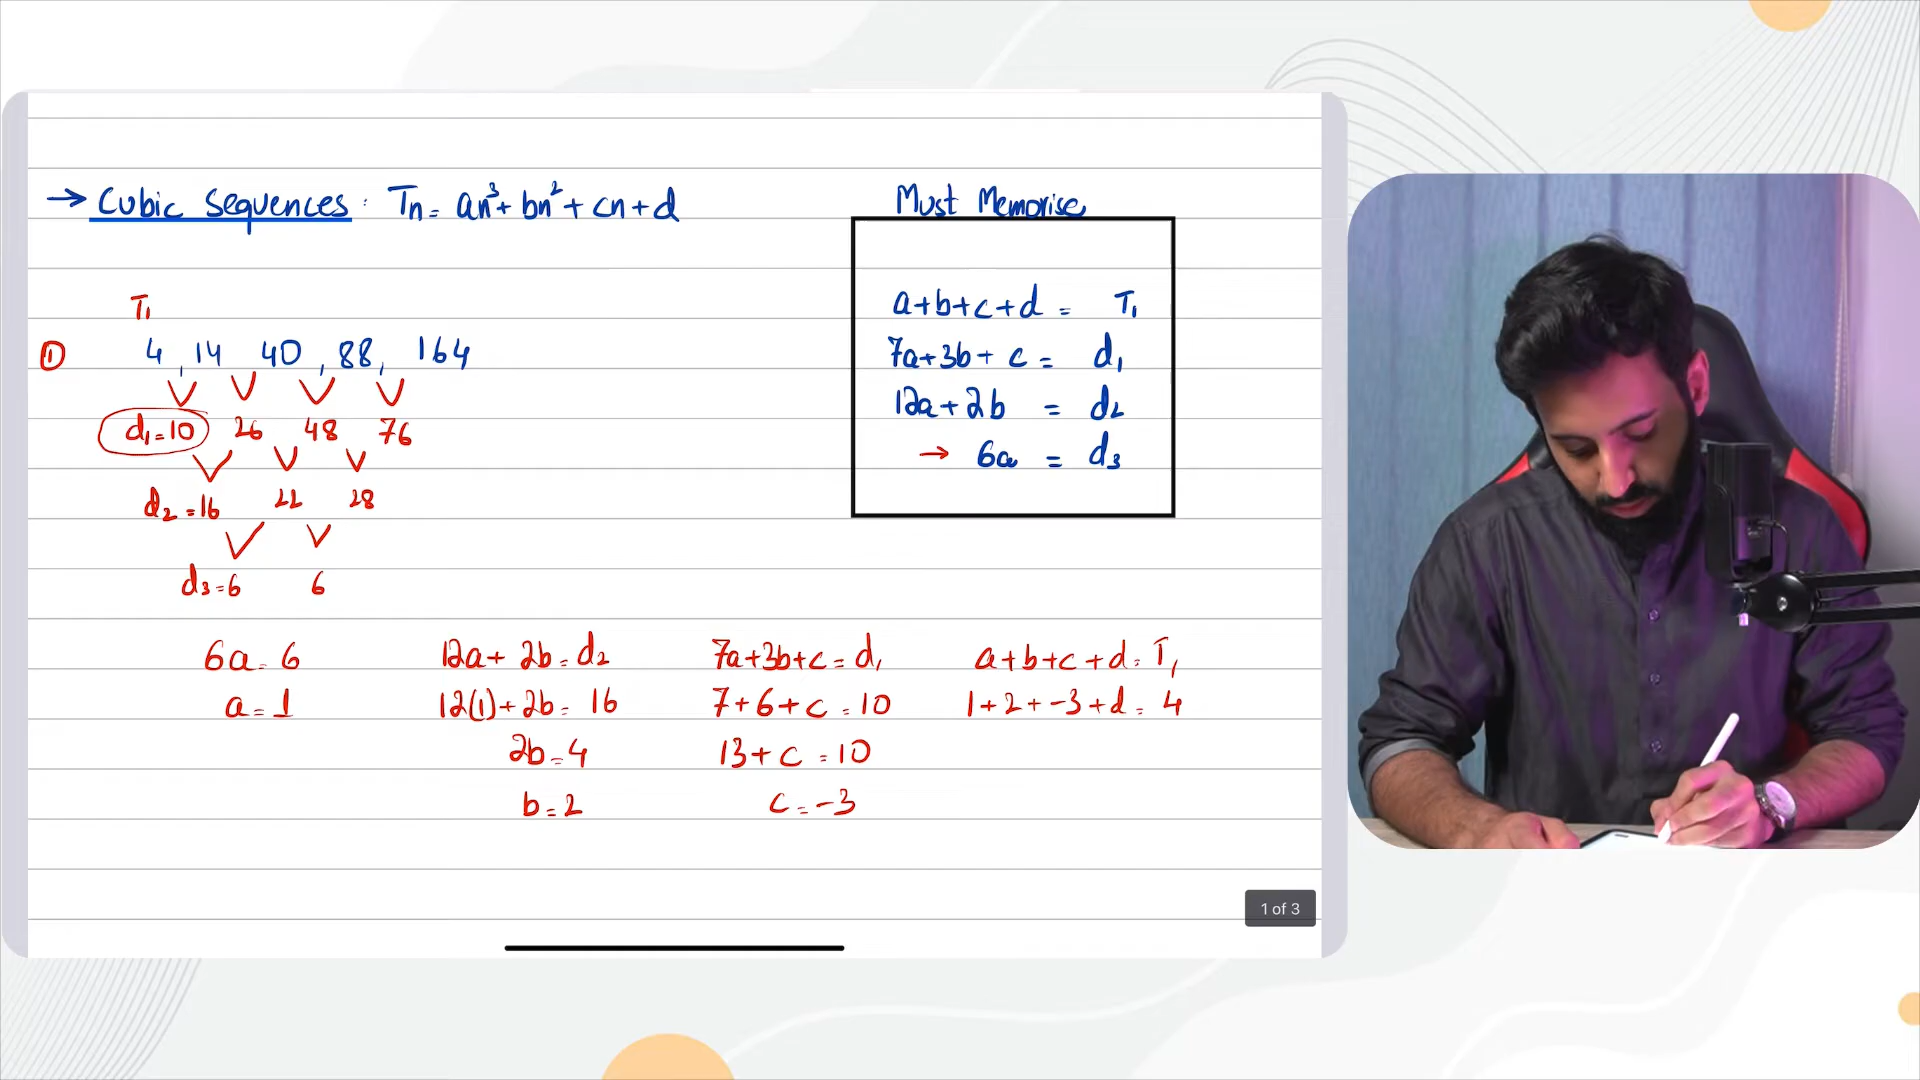 → Cubic Sequences : Tn = an³ + bn² + cn + d
Must Memorise
a+b+c+d = T₁
7a+3b+c = d₁
12a+2b = d₂
→ 6a = d₃
T₁
① 4, 14 40, 88, 164
d₁=10 26 48 76
d₂=16 22 28
d₃=6 6
6a=6
a=1
12a+2b=d₂
12(1)+2b=16
2b=4
b=2
7a+3b+c=d₁
7+6+c=10
13+c=10
c=-3
a+b+c+d=T₁
1+2+-3+d=4
1 of 3